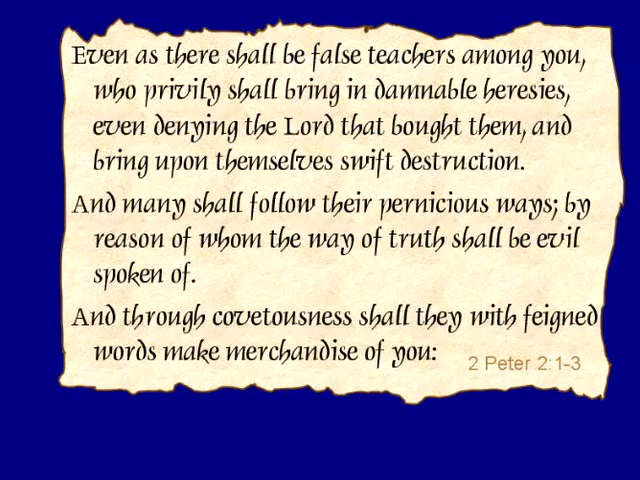 Even as there shall be false teachers among you,
who privily shall bring in damnable heresies,
even denying the Lord that bought them, and
bring upon themselves swift destruction.
And many shall follow their pernicious ways; by
reason of whom the way of truth shall be evil
spoken of.
And through covetousness shall they with feigned
words make merchandise of you:
2 Peter 2:1-3